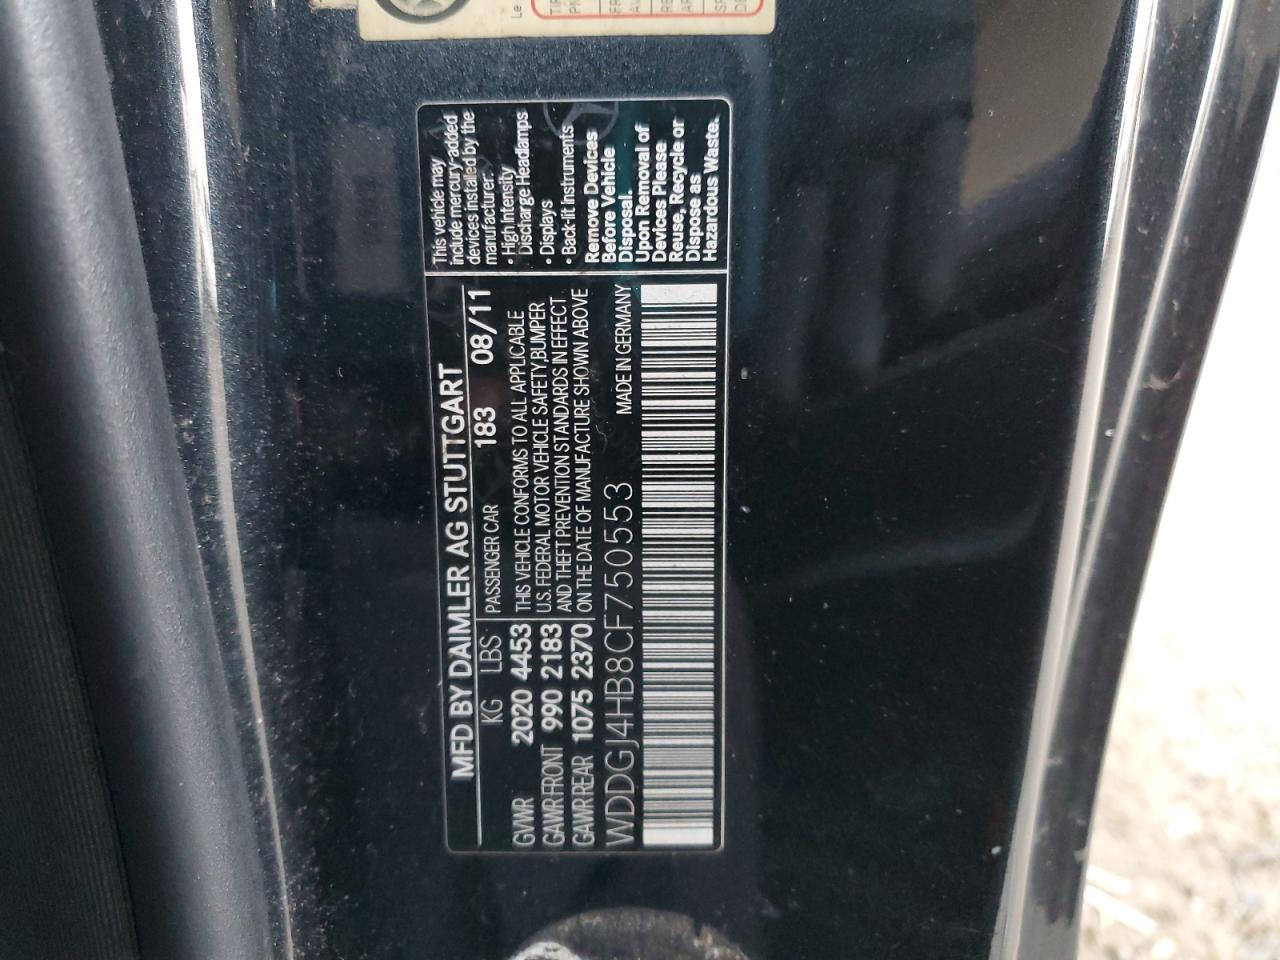 MFD BY DAIMLER AG STUTTGART
KG LBS PASSENGER CAR 183 08/11
GVWR 2020 4453 THIS VEHICLE CONFORMS TO ALL APPLICABLE
U.S. FEDERAL MOTOR VEHICLE SAFETY,BUMPER
GAWR FRONT 990 2183 AND THEFT PREVENTION STANDARDS IN EFFECT
GAWR REAR 1075 2370 ON THE DATE OF MANUFACTURE SHOWN ABOVE
WDDGJ4HB8CF750553 MADE IN GERMANY
This vehicle may
include mercury-added
devices installed by the
manufacturer:
• High Intensity
Discharge Headlamps
• Displays
• Back-lit Instruments
Remove Devices
Before Vehicle
Disposal.
Upon Removal of
Devices Please
Reuse, Recycle or
Dispose as
Hazardous Waste.
Le